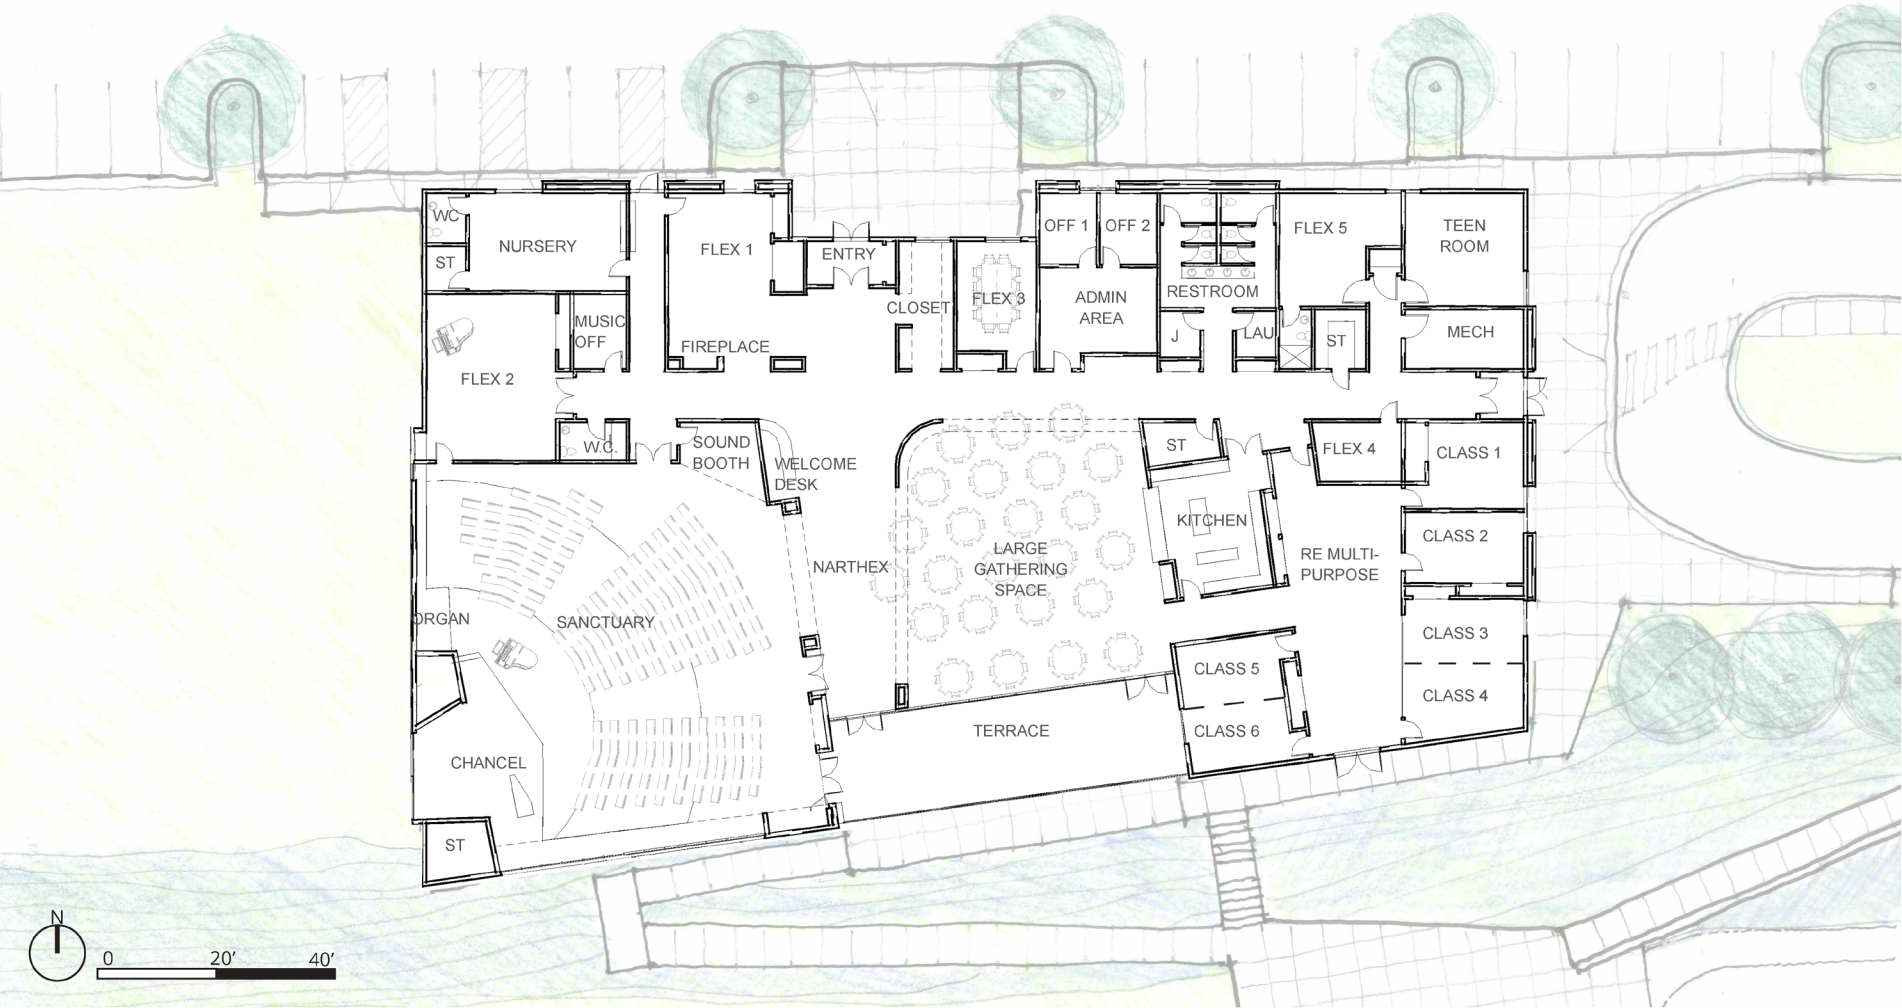 WC
NURSERY
ST
FLEX 1
ENTRY
CLOSET
FLEX 3
OFF 1
OFF 2
ADMIN
AREA
RESTROOM
J
LAU
FLEX 5
ST
TEEN
ROOM
MECH
MUSIC
OFF
FIREPLACE
FLEX 2
W.C.
SOUND
BOOTH
WELCOME
DESK
NARTHEX
LARGE
GATHERING
SPACE
ST
KITCHEN
FLEX 4
CLASS 1
CLASS 2
RE MULTI-
PURPOSE
CLASS 3
CLASS 4
CLASS 5
CLASS 6
ORGAN
SANCTUARY
TERRACE
CHANCEL
ST
N
0 20' 40'